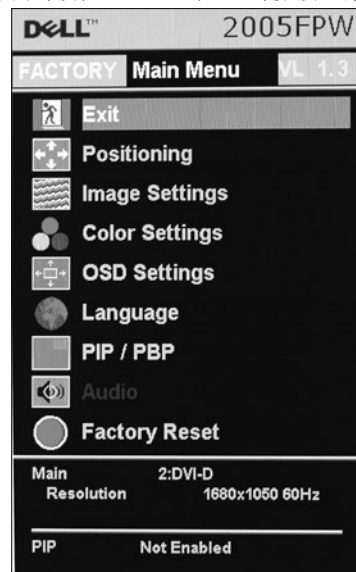 DELL™ 2005FPW
FACTORY Main Menu VL 1.3
Exit
Positioning
Image Settings
Color Settings
OSD Settings
Language
PIP / PBP
Audio
Factory Reset
Main 2:DVI-D
Resolution 1680x1050 60Hz
PIP Not Enabled